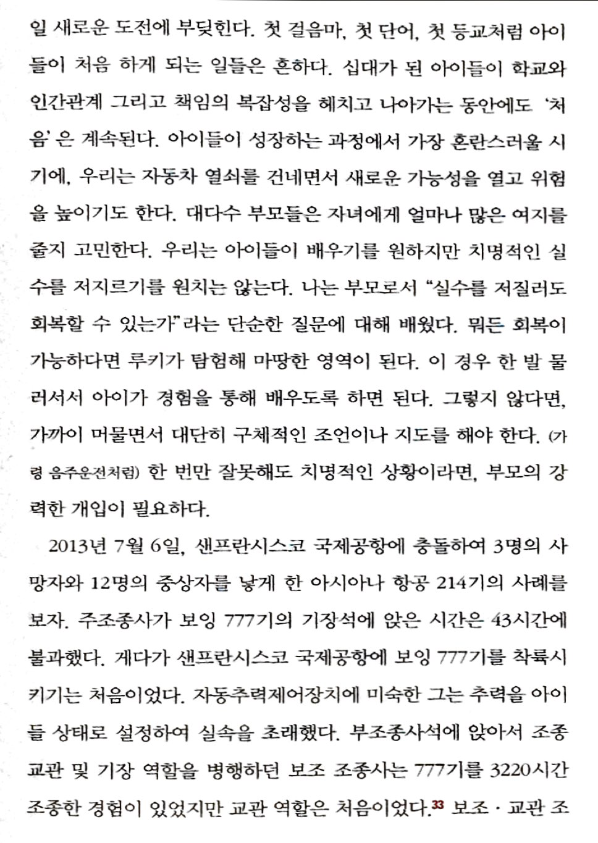 일 새로운 도전에 부딪힌다. 첫 걸음마, 첫 단어, 첫 등교처럼 아이
들이 처음 하게 되는 일들은 흔하다. 십대가 된 아이들이 학교와
인간관계 그리고 책임의 복잡성을 헤치고 나아가는 동안에도 ‘처
음’은 계속된다. 아이들이 성장하는 과정에서 가장 혼란스러울 시
기에, 우리는 자동차 열쇠를 건네면서 새로운 가능성을 열고 위험
을 높이기도 한다. 대다수 부모들은 자녀에게 얼마나 많은 여지를
줄지 고민한다. 우리는 아이들이 배우기를 원하지만 치명적인 실
수를 저지르기를 원치는 않는다. 나는 부모로서 “실수를 저질러도
회복할 수 있는가”라는 단순한 질문에 대해 배웠다. 뭐든 회복이
가능하다면 루키가 탐험해 마땅한 영역이 된다. 이 경우 한 발 물
러서서 아이가 경험을 통해 배우도록 하면 된다. 그렇지 않다면,
가까이 머물면서 대단히 구체적인 조언이나 지도를 해야 한다. (가
령 음주운전처럼) 한 번만 잘못해도 치명적인 상황이라면, 부모의 강
력한 개입이 필요하다.
2013년 7월 6일, 샌프란시스코 국제공항에 충돌하여 3명의 사
망자와 12명의 중상자를 낳게 한 아시아나 항공 214기의 사례를
보자. 주조종사가 보잉 777기의 기장석에 앉은 시간은 43시간에
불과했다. 게다가 샌프란시스코 국제공항에 보잉 777기를 착륙시
키기는 처음이었다. 자동추력제어장치에 미숙한 그는 추력을 아이
들 상태로 설정하여 실속을 초래했다. 부조종사석에 앉아서 조종
교관 및 기장 역할을 병행하던 보조 조종사는 777기를 3220시간
조종한 경험이 있었지만 교관 역할은 처음이었다.33 보조·교관 조